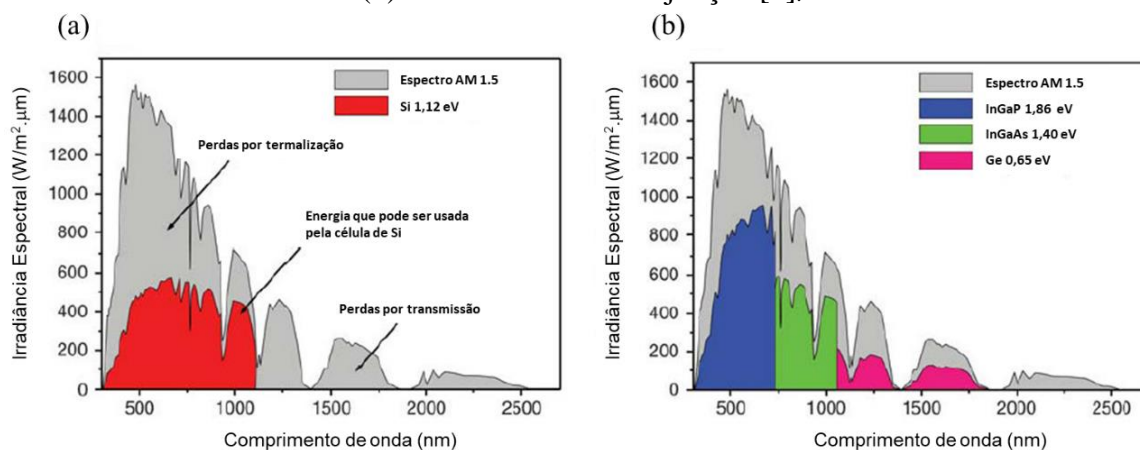 (a)
1600
1400
1200
1000
800
600
400
200
0
Irradiância Espectral (W/m².μm)
Espectro AM 1.5
Si 1,12 eV
Perdas por termalização
Energia que pode ser usada
pela célula de Si
Perdas por transmissão
500
1000
1500
2000
2500
Comprimento de onda (nm)
(b)
1600
1400
1200
1000
800
600
400
200
0
Irradiância Espectral (W/m².μm)
Espectro AM 1.5
InGaP 1,86 eV
InGaAs 1,40 eV
Ge 0,65 eV
500
1000
1500
2000
2500
Comprimento de onda (nm)